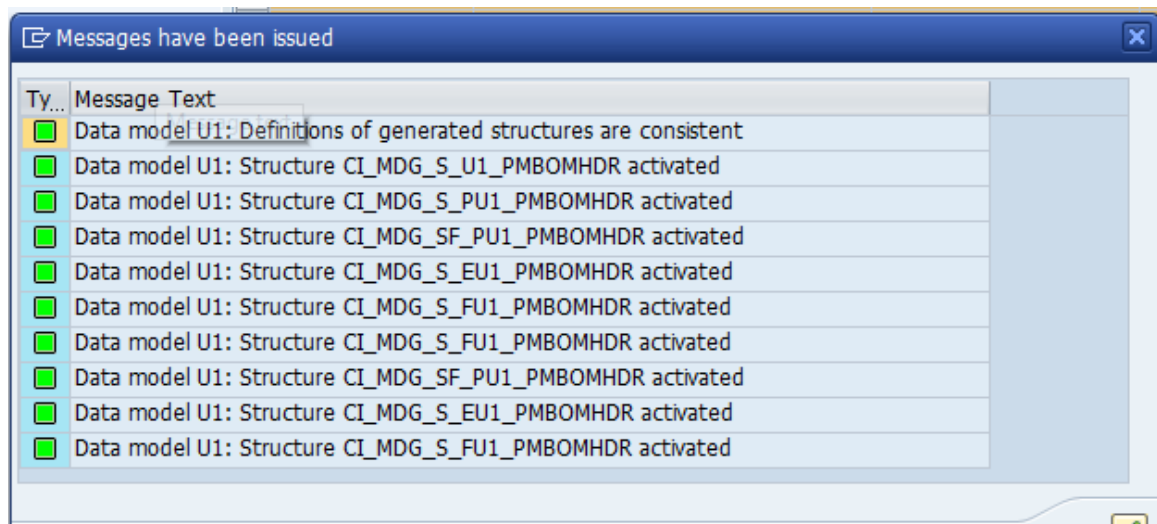 Messages have been issued
Ty... Message Text
Data model U1: Definitions of generated structures are consistent
Data model U1: Structure CI_MDG_S_U1_PMBOMHDR activated
Data model U1: Structure CI_MDG_S_PU1_PMBOMHDR activated
Data model U1: Structure CI_MDG_SF_PU1_PMBOMHDR activated
Data model U1: Structure CI_MDG_S_EU1_PMBOMHDR activated
Data model U1: Structure CI_MDG_S_FU1_PMBOMHDR activated
Data model U1: Structure CI_MDG_S_FU1_PMBOMHDR activated
Data model U1: Structure CI_MDG_SF_PU1_PMBOMHDR activated
Data model U1: Structure CI_MDG_S_EU1_PMBOMHDR activated
Data model U1: Structure CI_MDG_S_FU1_PMBOMHDR activated